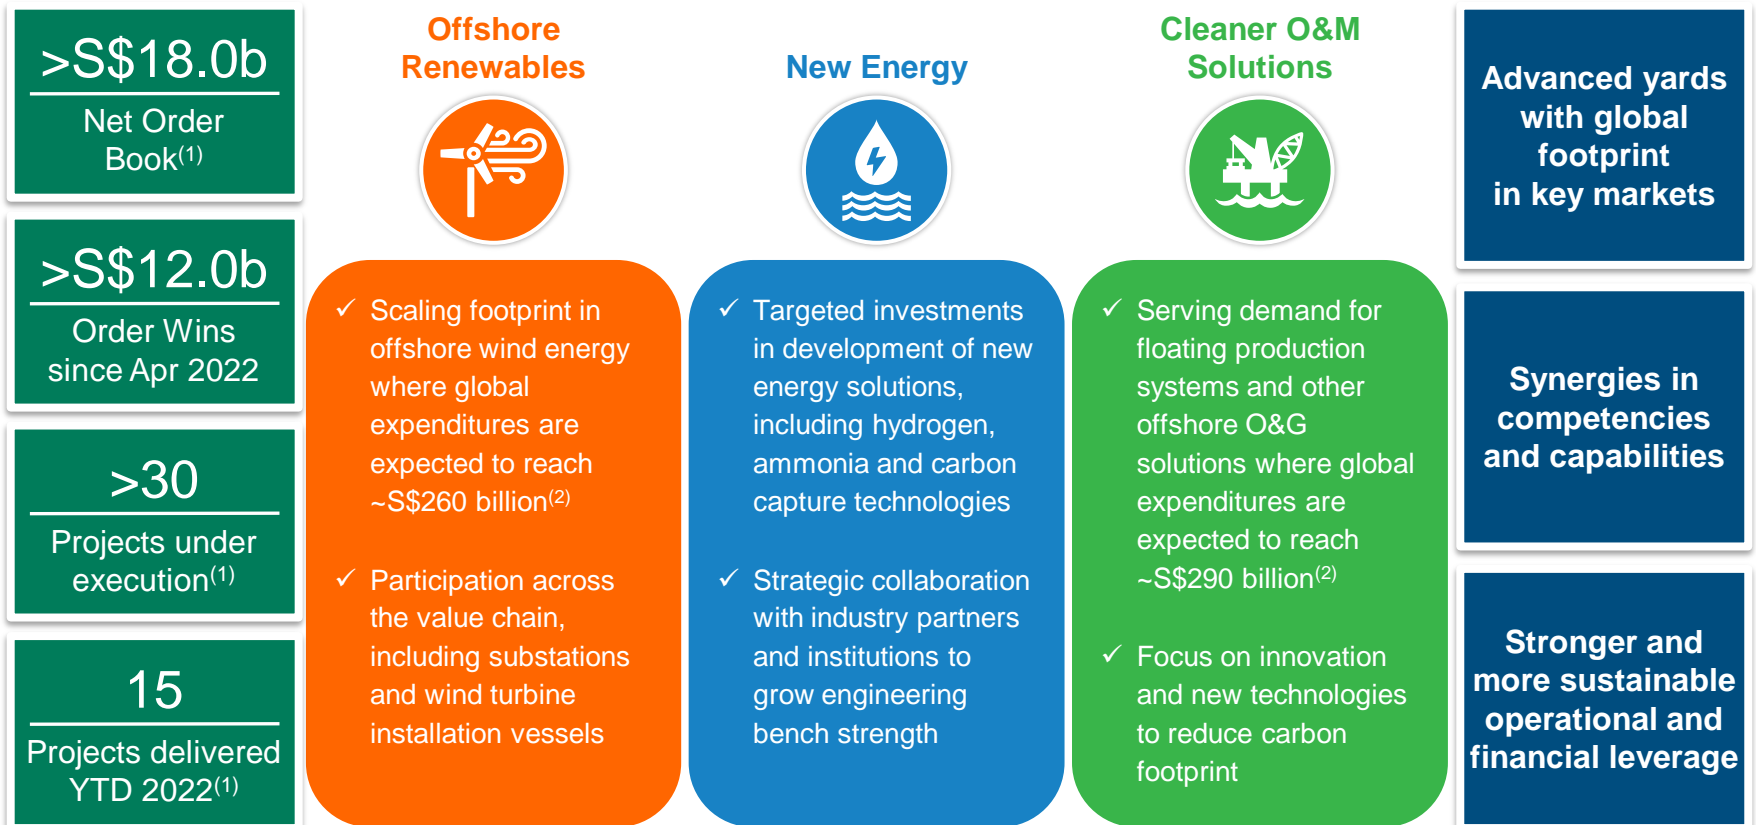 >S$18.0b
Net Order
Book(1)
>S$12.0b
Order Wins
since Apr 2022
>30
Projects under
execution(1)
15
Projects delivered
YTD 2022(1)
Offshore
Renewables
✓ Scaling footprint in
offshore wind energy
where global
expenditures are
expected to reach
~S$260 billion(2)
✓ Participation across
the value chain,
including substations
and wind turbine
installation vessels
New Energy
✓ Targeted investments
in development of new
energy solutions,
including hydrogen,
ammonia and carbon
capture technologies
✓ Strategic collaboration
with industry partners
and institutions to
grow engineering
bench strength
Cleaner O&M
Solutions
✓ Serving demand for
floating production
systems and other
offshore O&G
solutions where global
expenditures are
expected to reach
~S$290 billion(2)
✓ Focus on innovation
and new technologies
to reduce carbon
footprint
Advanced yards
with global
footprint
in key markets
Synergies in
competencies
and capabilities
Stronger and
more sustainable
operational and
financial leverage